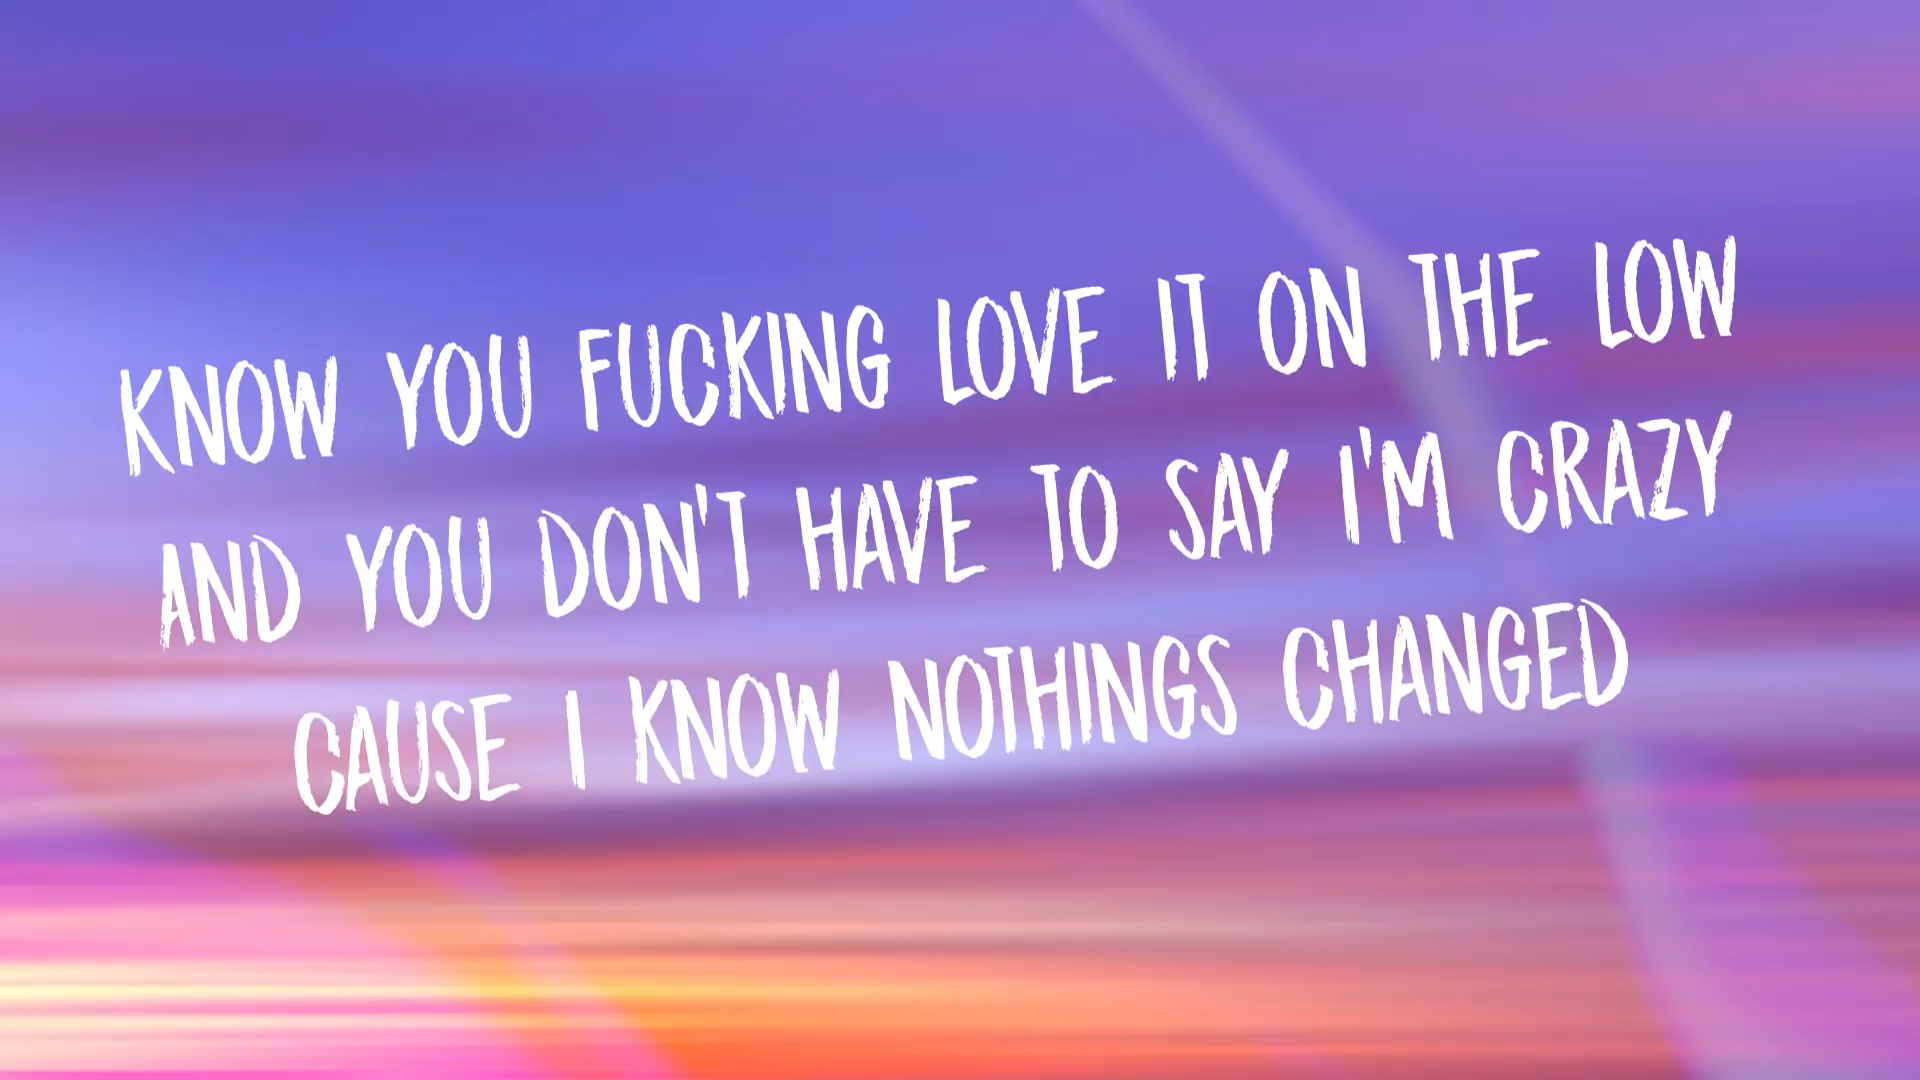 KNOW YOU FUCKING LOVE IT ON THE LOW
AND YOU DON'T HAVE TO SAY I'M CRAZY
CAUSE I KNOW NOTHINGS CHANGED